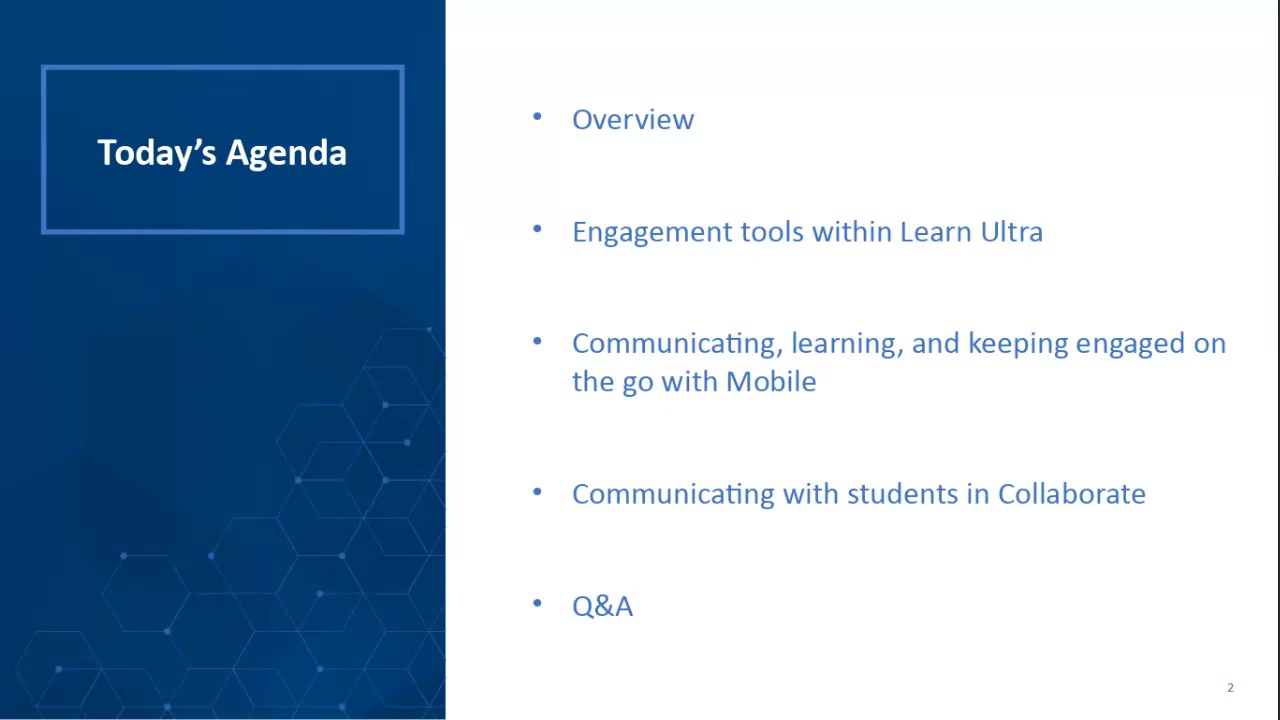 Today’s Agenda
• Overview
• Engagement tools within Learn Ultra
• Communicating, learning, and keeping engaged on
the go with Mobile
• Communicating with students in Collaborate
• Q&A
2